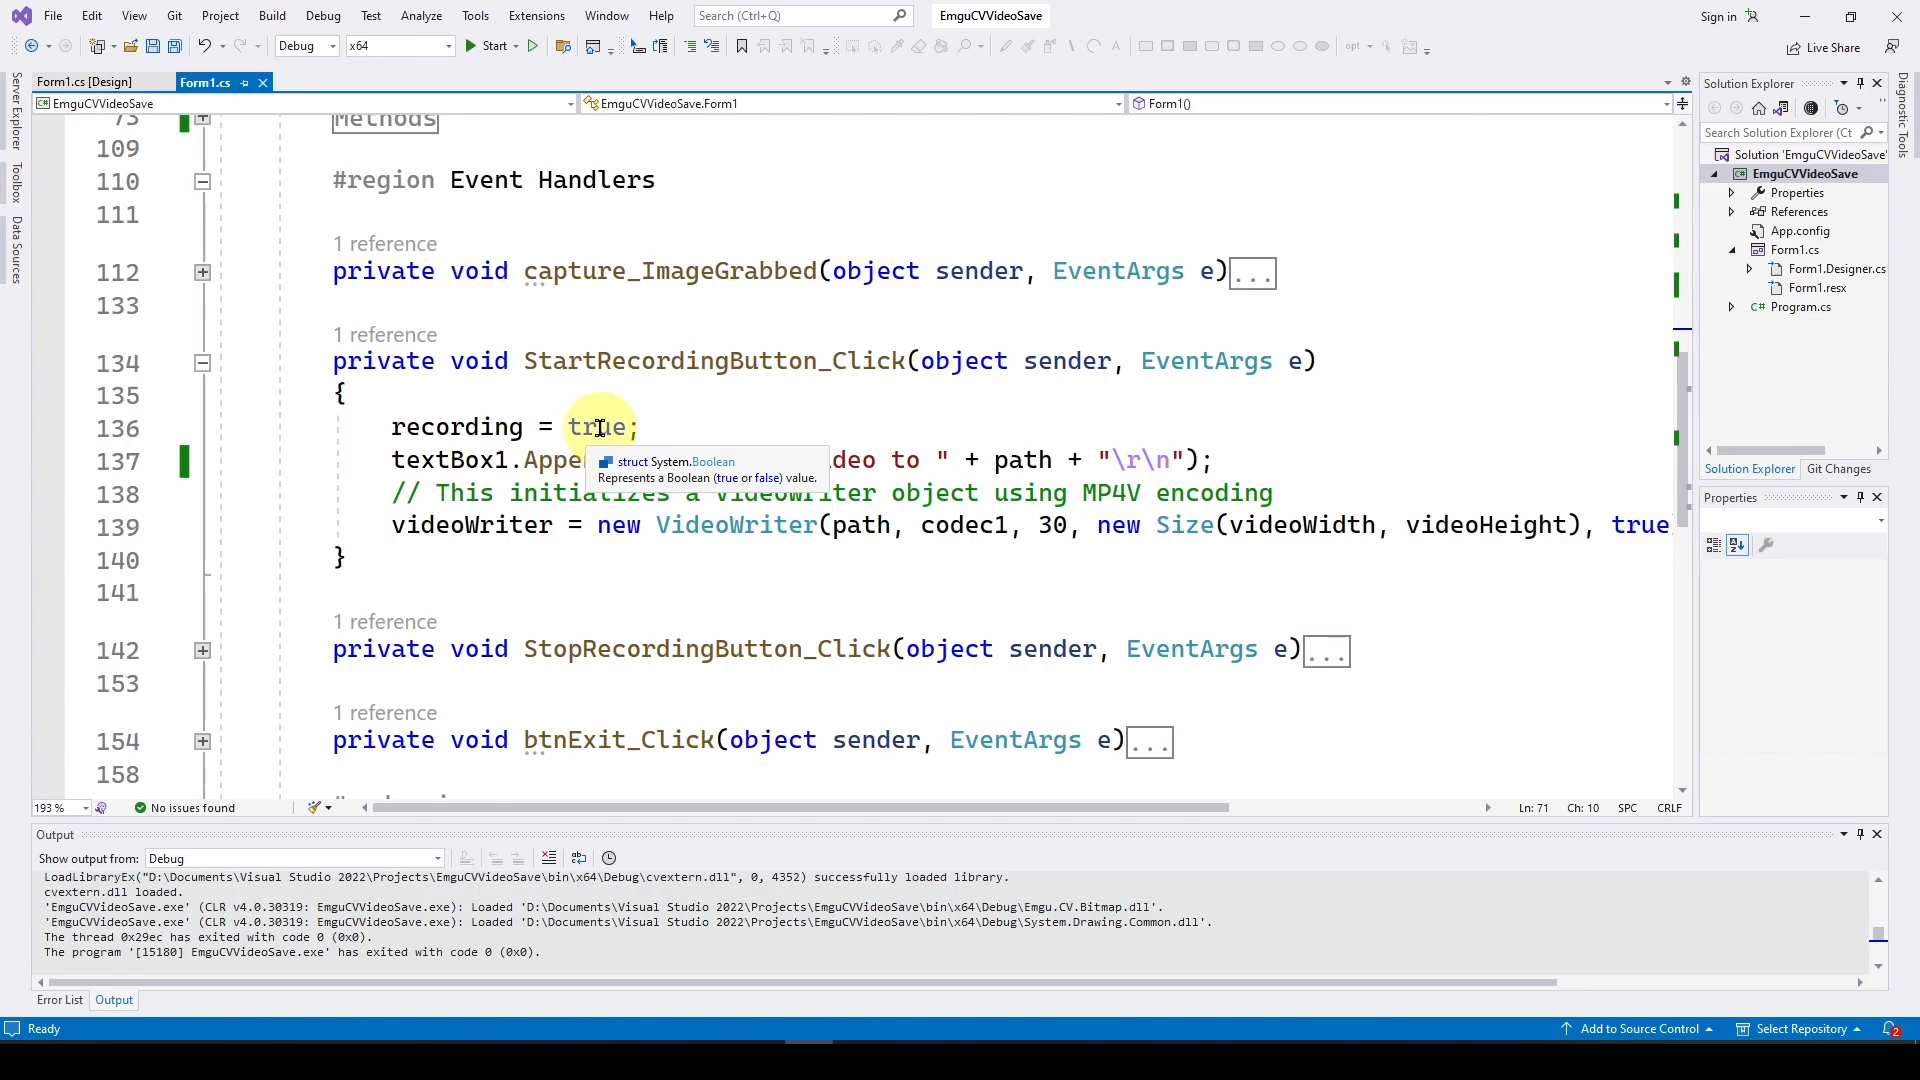 File Edit View Git Project Build Debug Test Analyze Tools Extensions Window Help Search (Ctrl+Q) EmguCVVideoSave Sign in
Debug x64 Start Live Share
Form1.cs [Design] Form1.cs
EmguCVVideoSave EmguCVVideoSave.Form1 Form1()
73 Methods
109
110 #region Event Handlers
111
1 reference
112 private void capture_ImageGrabbed(object sender, EventArgs e)...
133
1 reference
134 private void StartRecordingButton_Click(object sender, EventArgs e)
135 {
136 recording = true;
137 textBox1.Appe deo to " + path + "\r\n");
struct System.Boolean
Represents a Boolean (true or false) value.
138 // This initializes a VideoWriter object using MP4V encoding
139 videoWriter = new VideoWriter(path, codec1, 30, new Size(videoWidth, videoHeight), true
140 }
141
1 reference
142 private void StopRecordingButton_Click(object sender, EventArgs e)...
153
1 reference
154 private void btnExit_Click(object sender, EventArgs e)...
158
193 % No issues found Ln: 71 Ch: 10 SPC CRLF
Output
Show output from: Debug
LoadLibraryEx("D:\Documents\Visual Studio 2022\Projects\EmguCVVideoSave\bin\x64\Debug\cvextern.dll", 0, 4352) successfully loaded library.
cvextern.dll loaded.
'EmguCVVideoSave.exe' (CLR v4.0.30319: EmguCVVideoSave.exe): Loaded 'D:\Documents\Visual Studio 2022\Projects\EmguCVVideoSave\bin\x64\Debug\Emgu.CV.Bitmap.dll'.
'EmguCVVideoSave.exe' (CLR v4.0.30319: EmguCVVideoSave.exe): Loaded 'D:\Documents\Visual Studio 2022\Projects\EmguCVVideoSave\bin\x64\Debug\System.Drawing.Common.dll'.
The thread 0x29ec has exited with code 0 (0x0).
The program '[15180] EmguCVVideoSave.exe' has exited with code 0 (0x0).
Error List Output
Ready Add to Source Control Select Repository 2
Server Explorer
Toolbox
Data Sources
Solution Explorer
Search Solution Explorer (Ct
Solution 'EmguCVVideoSave'
EmguCVVideoSave
Properties
References
App.config
Form1.cs
Form1.Designer.cs
Form1.resx
C# Program.cs
Solution Explorer Git Changes
Properties
Diagnostic Tools